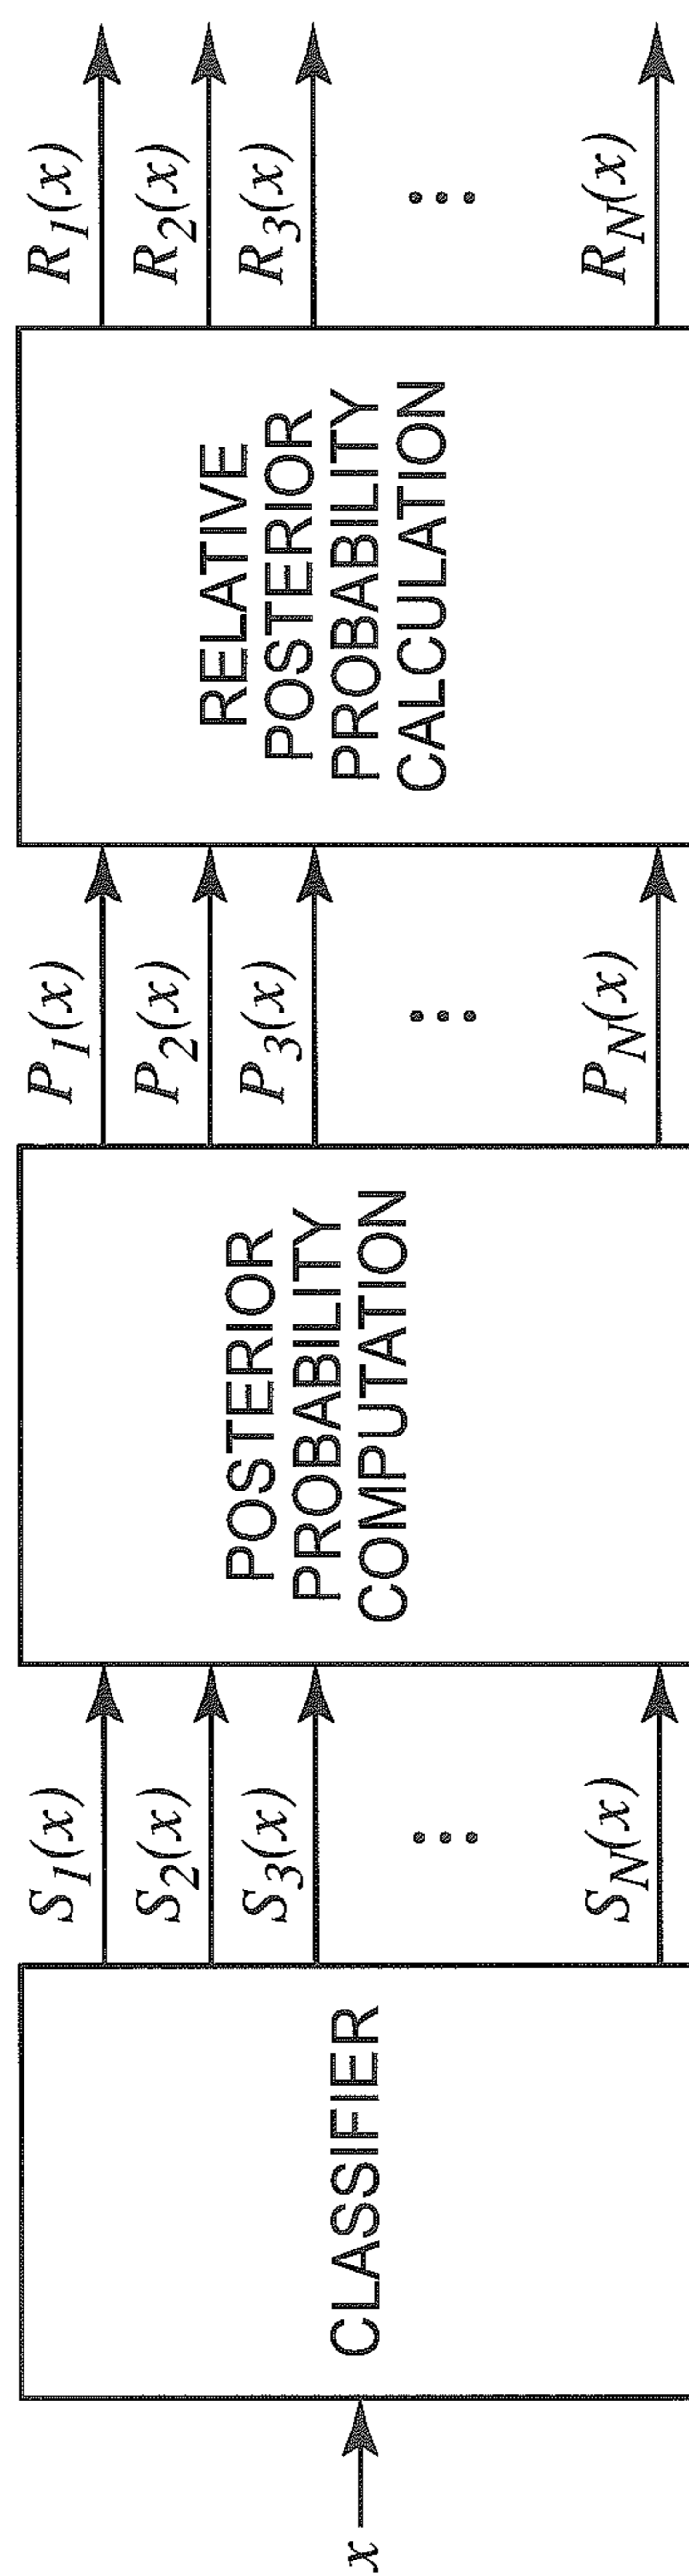 x
CLASSIFIER
S1(x)
S2(x)
S3(x)
SN(x)
POSTERIOR
PROBABILITY
COMPUTATION
P1(x)
P2(x)
P3(x)
PN(x)
RELATIVE
POSTERIOR
PROBABILITY
CALCULATION
R1(x)
R2(x)
R3(x)
RN(x)